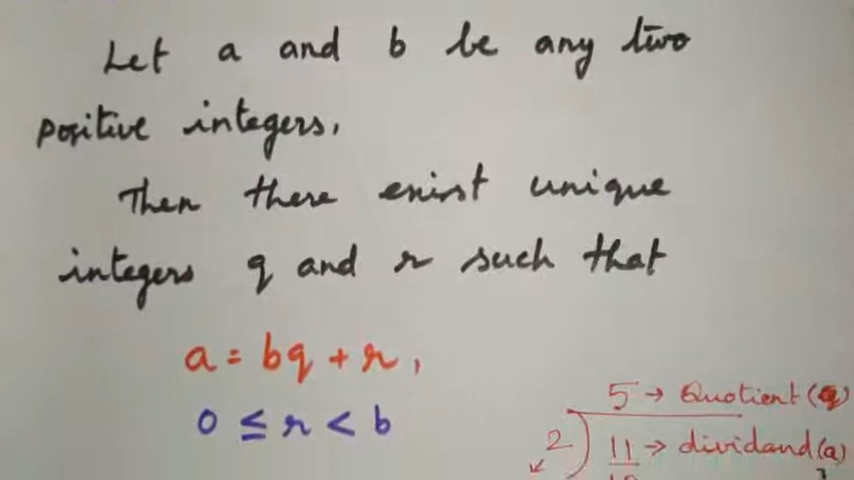 Let a and b be any two
positive integers.
Then there exist unique
integers q and r such that
a = bq + r,
0 ≤ r < b
5 → Quotient (q)
2 ) 11 → dividand (a)